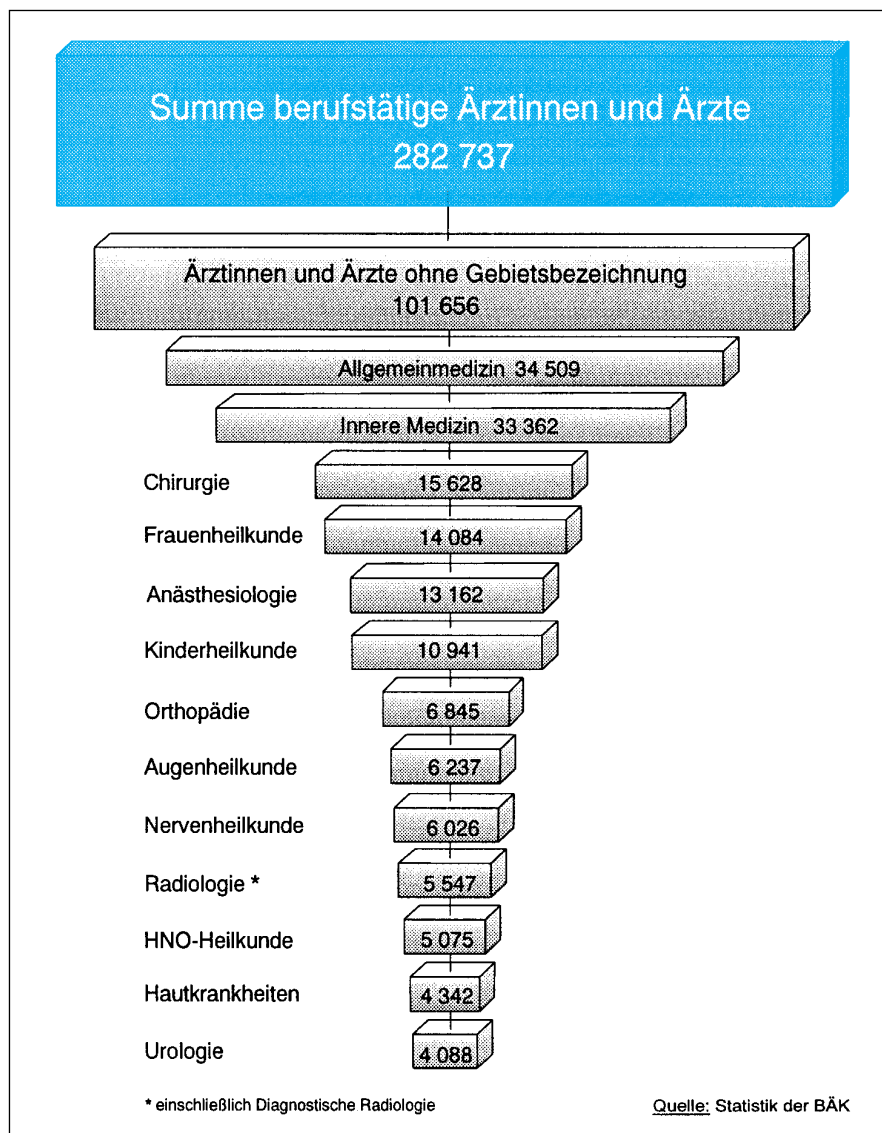 Summe berufstätige Ärztinnen und Ärzte
282 737
Ärztinnen und Ärzte ohne Gebietsbezeichnung
101 656
Allgemeinmedizin 34 509
Innere Medizin 33 362
Chirurgie 15 628
Frauenheilkunde 14 084
Anästhesiologie 13 162
Kinderheilkunde 10 941
Orthopädie 6 845
Augenheilkunde 6 237
Nervenheilkunde 6 026
Radiologie * 5 547
HNO-Heilkunde 5 075
Hautkrankheiten 4 342
Urologie 4 088
* einschließlich Diagnostische Radiologie Quelle: Statistik der BÄK